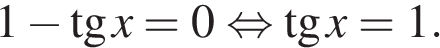 1 − tg x = 0 ⇔ tg x = 1.